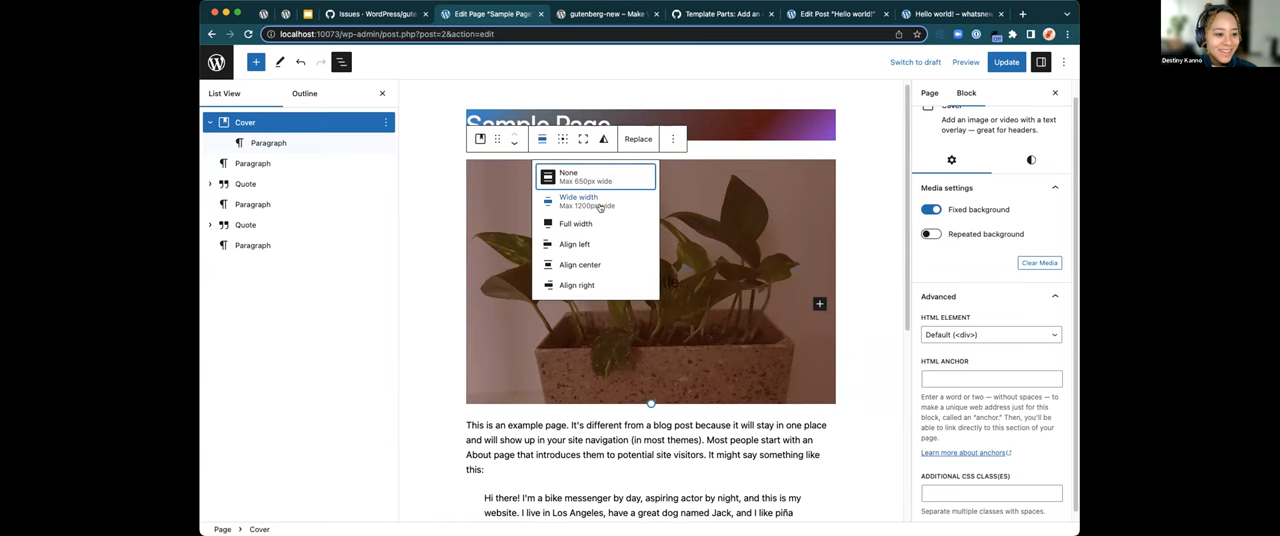 Issues · WordPress/gute
Edit Page "Sample Page"
gutenberg-new – Make
Template Parts: Add an
Edit Post "Hello world!"
Hello world! – whatsnew
localhost:10073/wp-admin/post.php?post=2&action=edit
Off
Destiny Kanno
Switch to draft
Preview
Update
List View
Outline
Page
Block
Cover
Add an image or video with a text
overlay — great for headers.
Cover
Paragraph
Paragraph
Quote
Paragraph
Quote
Paragraph
Sample Page
Replace
None
Max 650px wide
Wide width
Max 1200px wide
Full width
Align left
Align center
Align right
Media settings
Fixed background
Repeated background
Clear Media
Advanced
HTML ELEMENT
Default (<div>)
HTML ANCHOR
Enter a word or two — without spaces — to
make a unique web address just for this
block, called an "anchor." Then, you'll be
able to link directly to this section of your
page.
Learn more about anchors
ADDITIONAL CSS CLASS(ES)
Separate multiple classes with spaces.
This is an example page. It's different from a blog post because it will stay in one place
and will show up in your site navigation (in most themes). Most people start with an
About page that introduces them to potential site visitors. It might say something like
this:
Hi there! I'm a bike messenger by day, aspiring actor by night, and this is my
website. I live in Los Angeles, have a great dog named Jack, and I like piña
Page > Cover